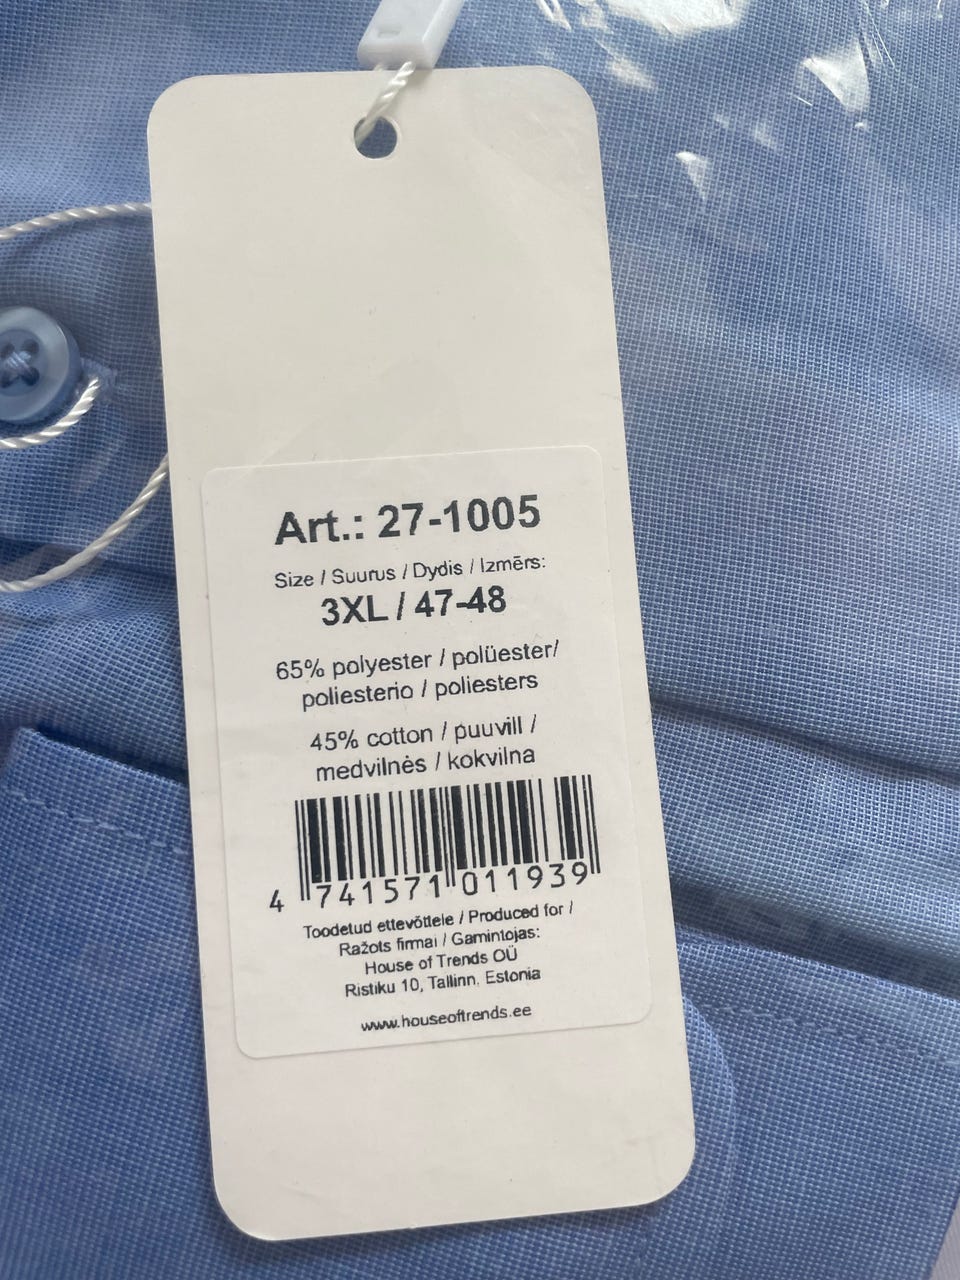 Art.: 27-1005
Size / Suurus / Dydis / Izmērs:
3XL / 47-48
65% polyester / polüester/
poliesterio / poliesters
45% cotton / puuvill /
medvilnės / kokvilna
4 741571 011939
Toodetud ettevõttele / Produced for /
Ražots firmai / Gamintojas:
House of Trends OÜ
Ristiku 10, Tallinn, Estonia
www.houseoftrends.ee